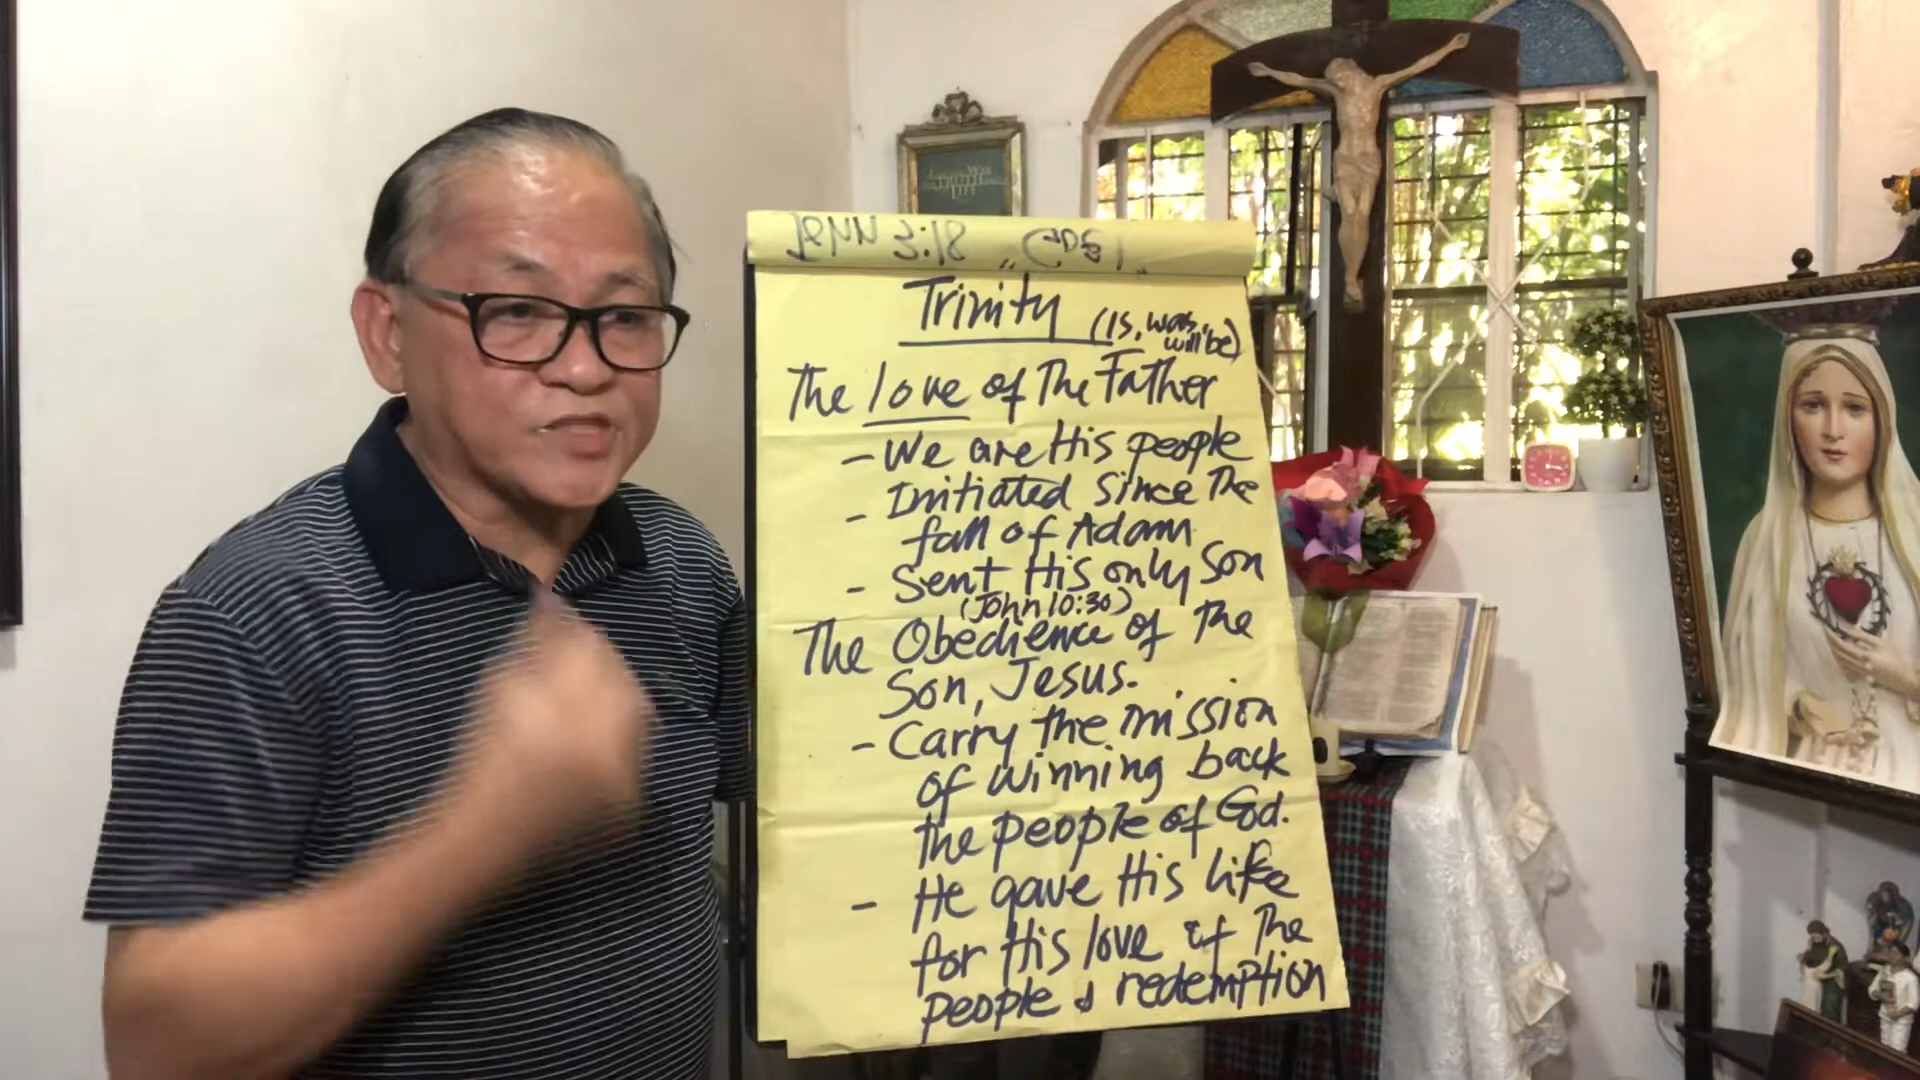 JOHN 3:18
Trinity (is, was, will be)
The love of The Father
- We are His people
- Initiated since The
fall of Adam
- Sent His only Son
(John 10:30)
The Obedience of The
Son, Jesus.
- Carry the mission
of winning back
the people of God.
- He gave His life
for His love of The
people & redemption